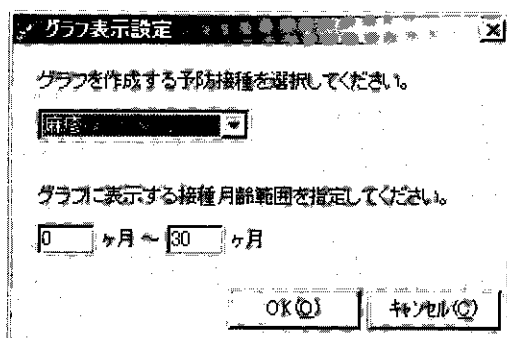 グラフ表示設定
グラフを作成する予防接種を選択してください。
麻疹
グラフに表示する接種月齢範囲を指定してください。
0 ヶ月 ～ 30 ヶ月
OK(O) キャンセル(C)